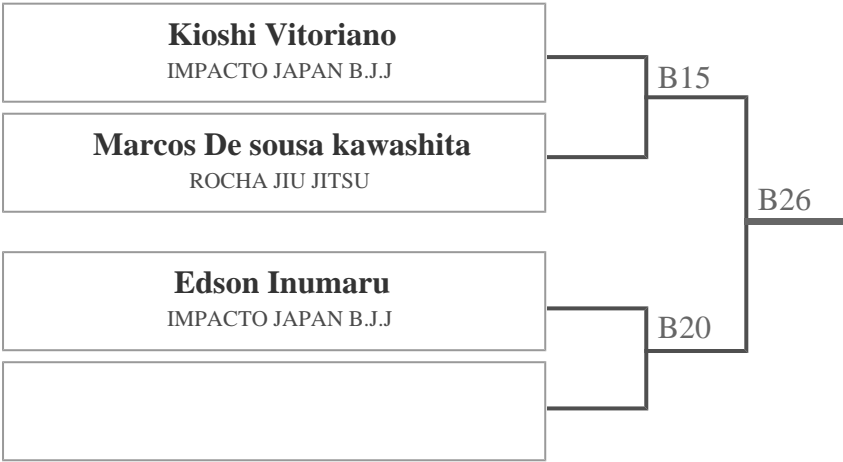 Kioshi Vitoriano
IMPACTO JAPAN B.J.J
B15
Marcos De sousa kawashita
ROCHA JIU JITSU
B26
Edson Inumaru
IMPACTO JAPAN B.J.J
B20